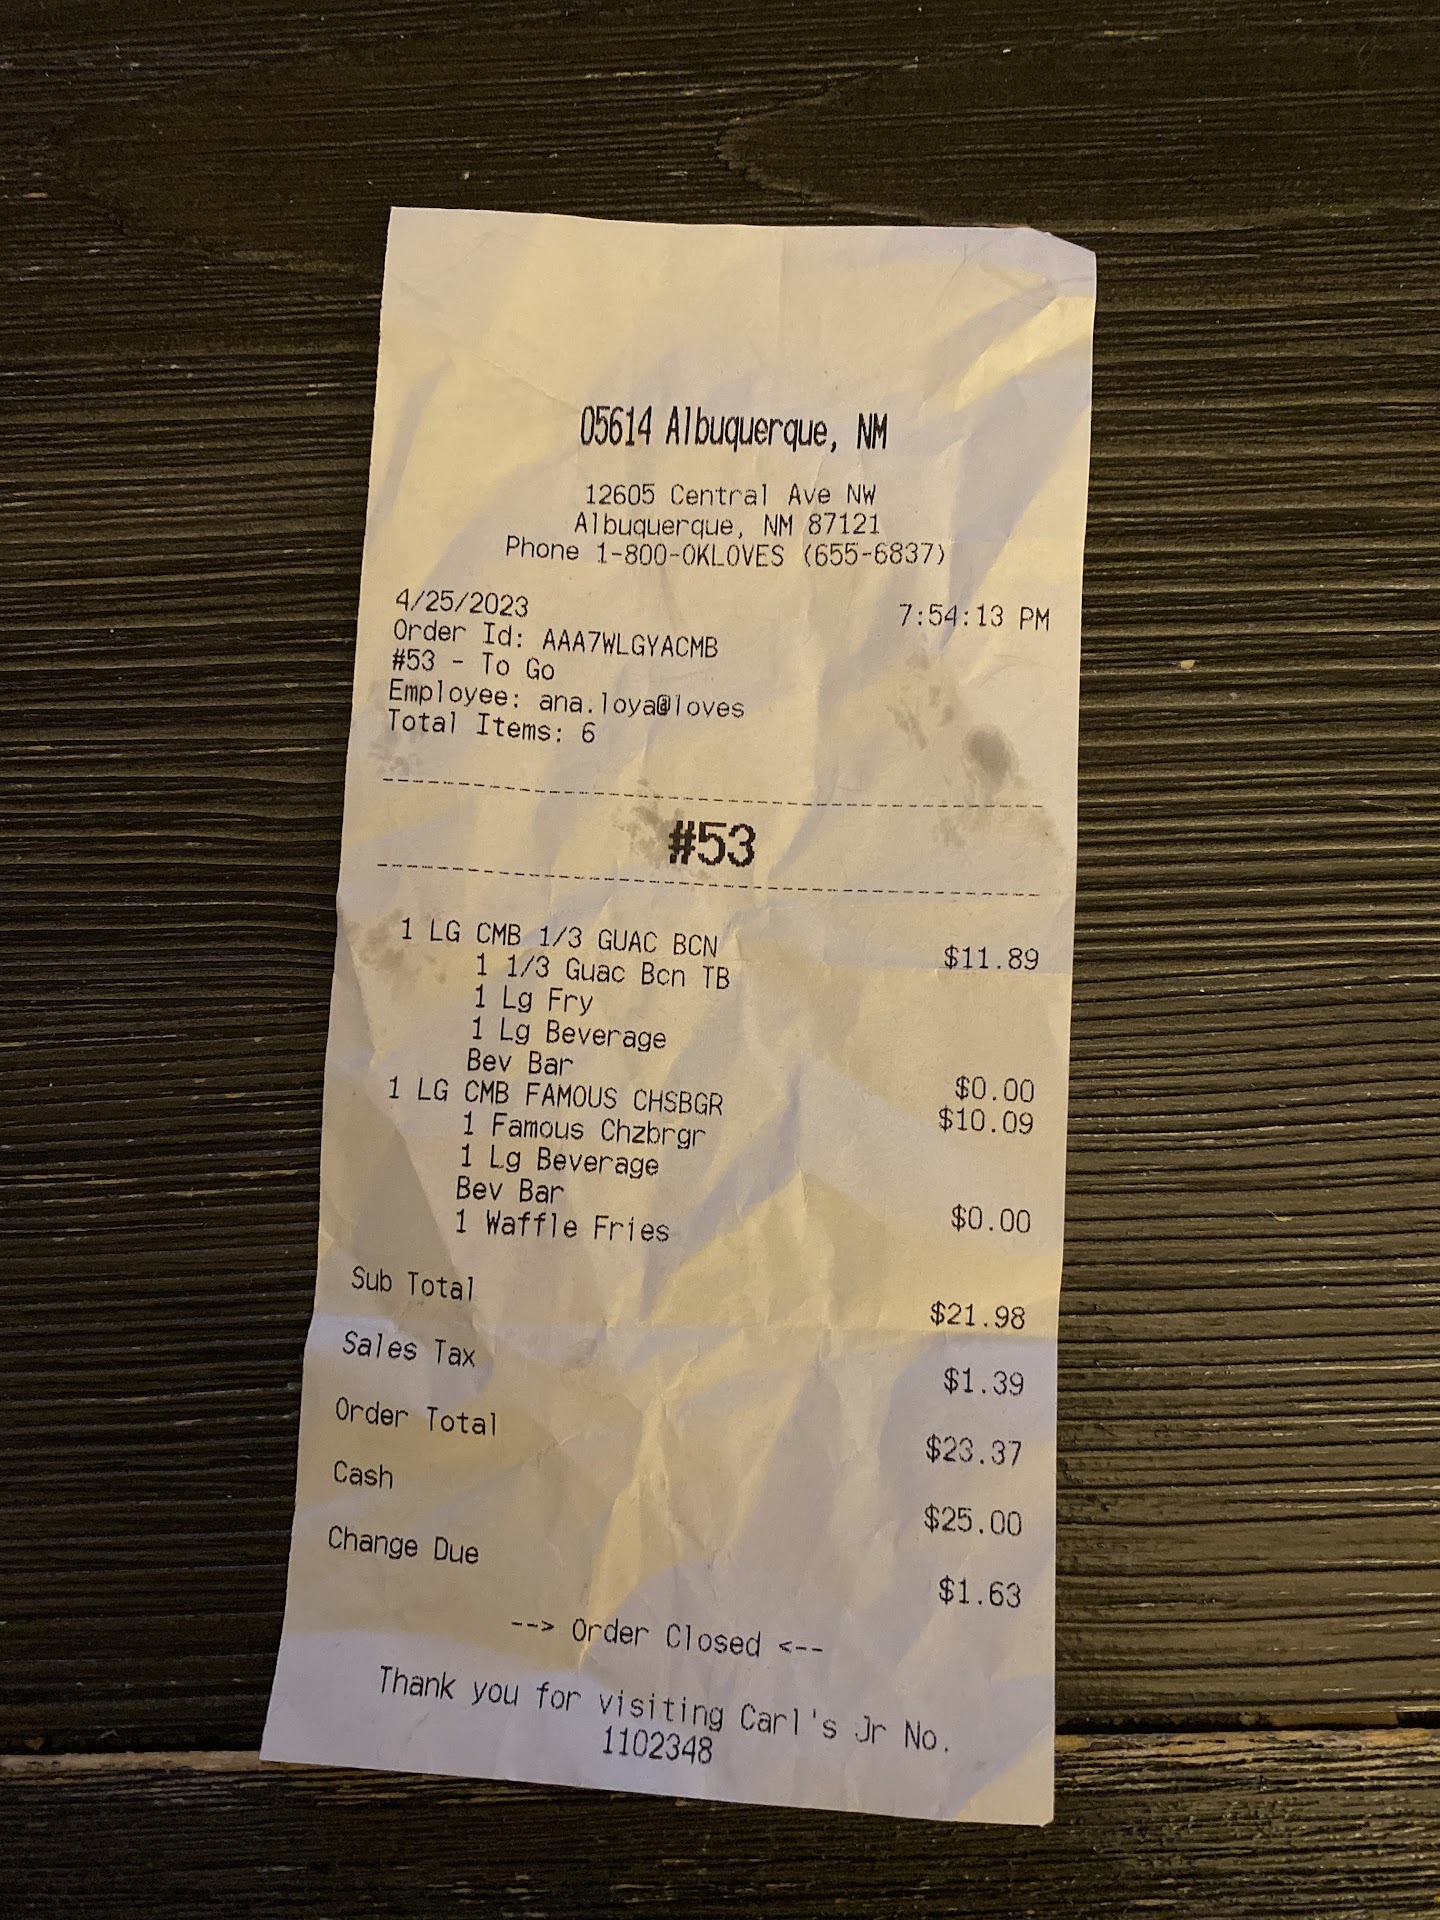 05614 Albuquerque, NM
12605 Central Ave NW
Albuquerque, NM 87121
Phone 1-800-OKLOVES (655-6837)
4/25/2023 7:54:13 PM
Order Id: AAA7WLGYACMB
#53 - To Go
Employee: ana.loya@loves
Total Items: 6
#53
1 LG CMB 1/3 GUAC BCN $11.89
1 1/3 Guac Bcn TB
1 Lg Fry
1 Lg Beverage
Bev Bar $0.00
1 LG CMB FAMOUS CHSBGR $10.09
1 Famous Chzbrgr
1 Lg Beverage
Bev Bar $0.00
1 Waffle Fries
Sub Total $21.98
Sales Tax $1.39
Order Total $23.37
Cash $25.00
Change Due $1.63
--> Order Closed <--
Thank you for visiting Carl's Jr No.
1102348